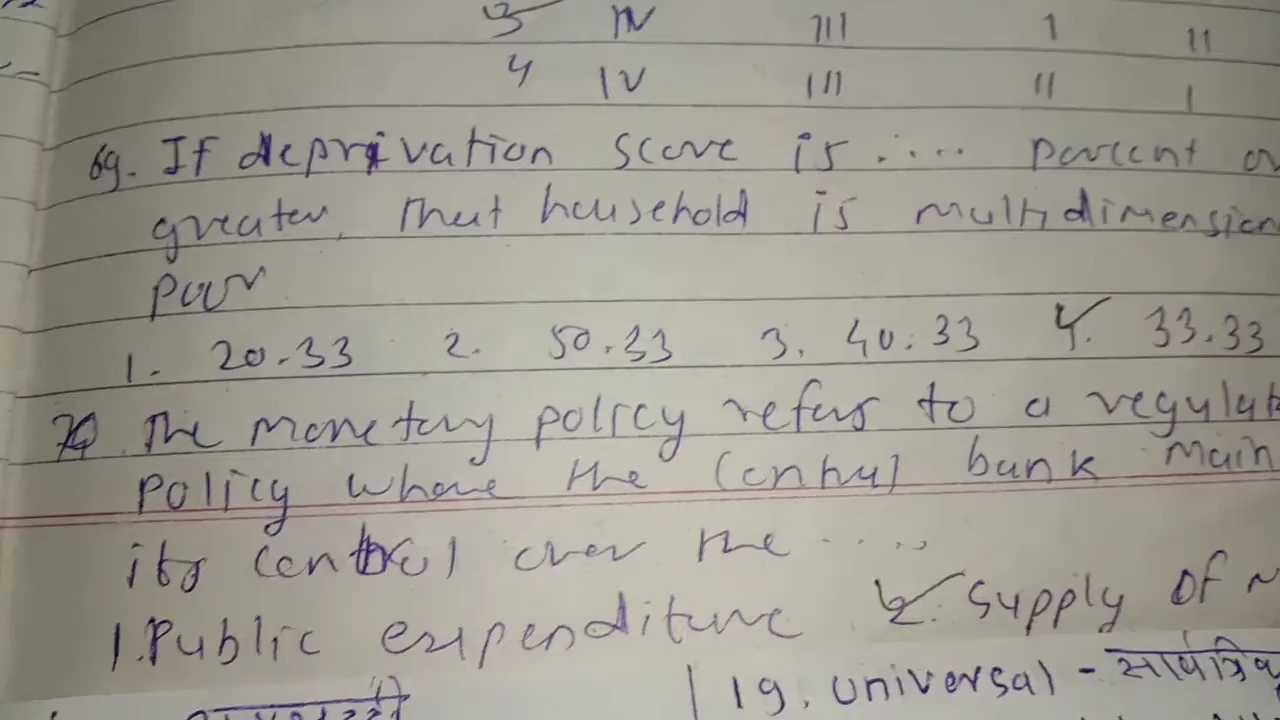 3 IV III I II
4 IV III II I
69. If deprivation score is ..... percent or
greater, that household is multidimension
poor
1. 20.33 2. 50.33 3. 40.33 4. 33.33
70. The monetary policy refers to a regulat
policy where the central bank main
its control over the .....
1. Public expenditure 2. Supply of
19. universal - सार्वत्रिक